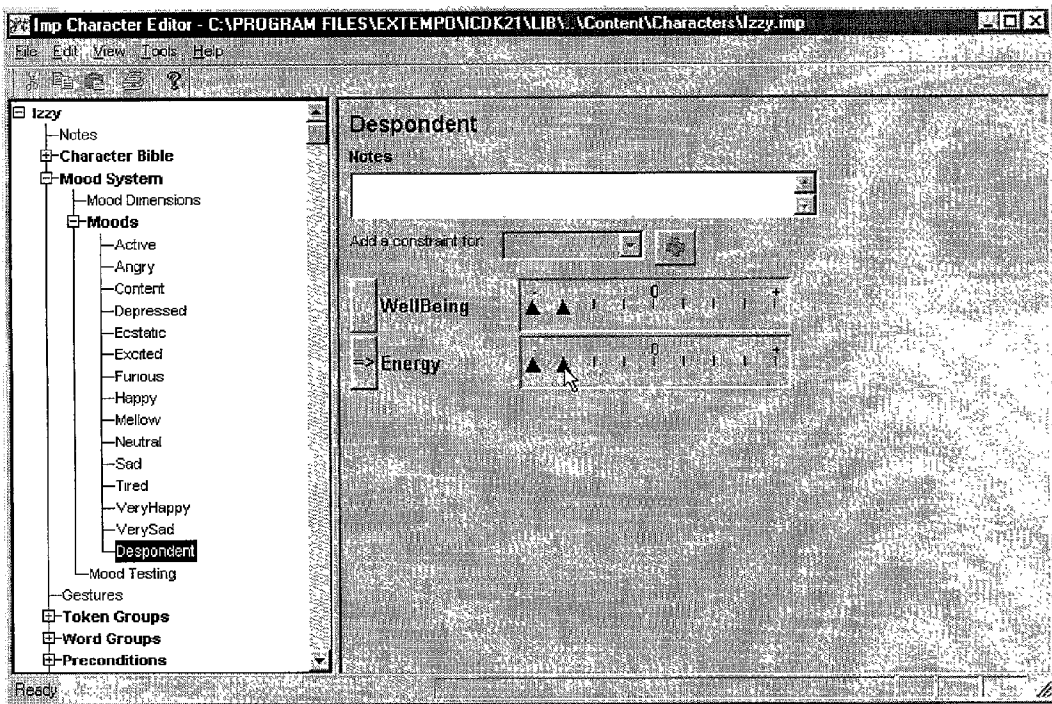 Imp Character Editor - C:\PROGRAM FILES\EXTEMPO\ICDK21\LIB\..\Content\Characters\Izzy.imp
File Edit View Tools Help
Izzy
Notes
Character Bible
Mood System
Mood Dimensions
Moods
Active
Angry
Content
Depressed
Ecstatic
Excited
Furious
Happy
Mellow
Neutral
Sad
Tired
VeryHappy
VerySad
Despondent
Mood Testing
Gestures
Token Groups
Word Groups
Preconditions
Despondent
Notes
Add a constraint for:
WellBeing
- 0 +
=> Energy
- 0 +
Ready